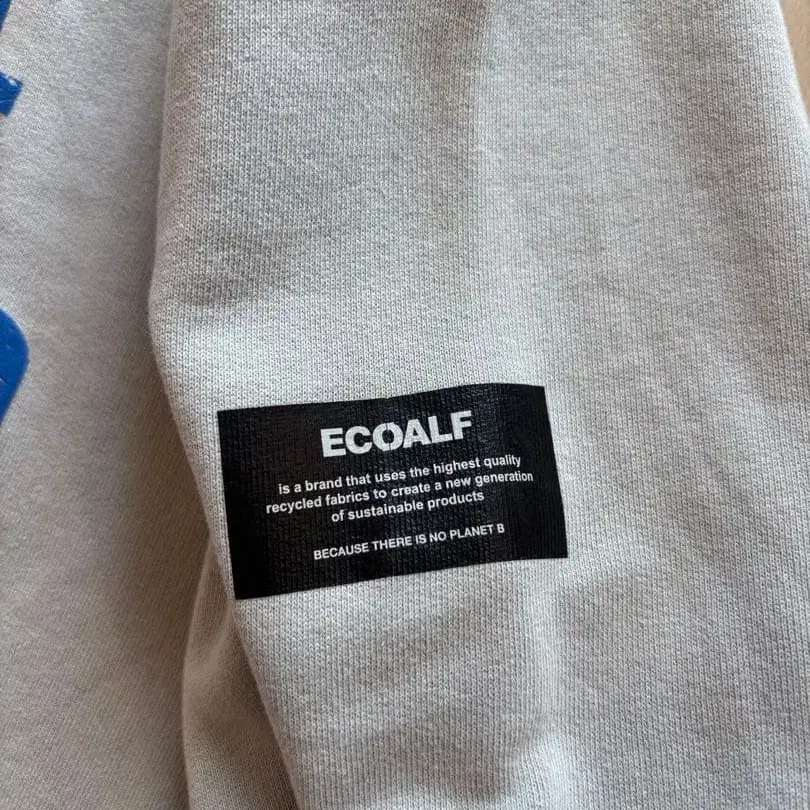 ECOALF
is a brand that uses the highest quality
recycled fabrics to create a new generation
of sustainable products
BECAUSE THERE IS NO PLANET B